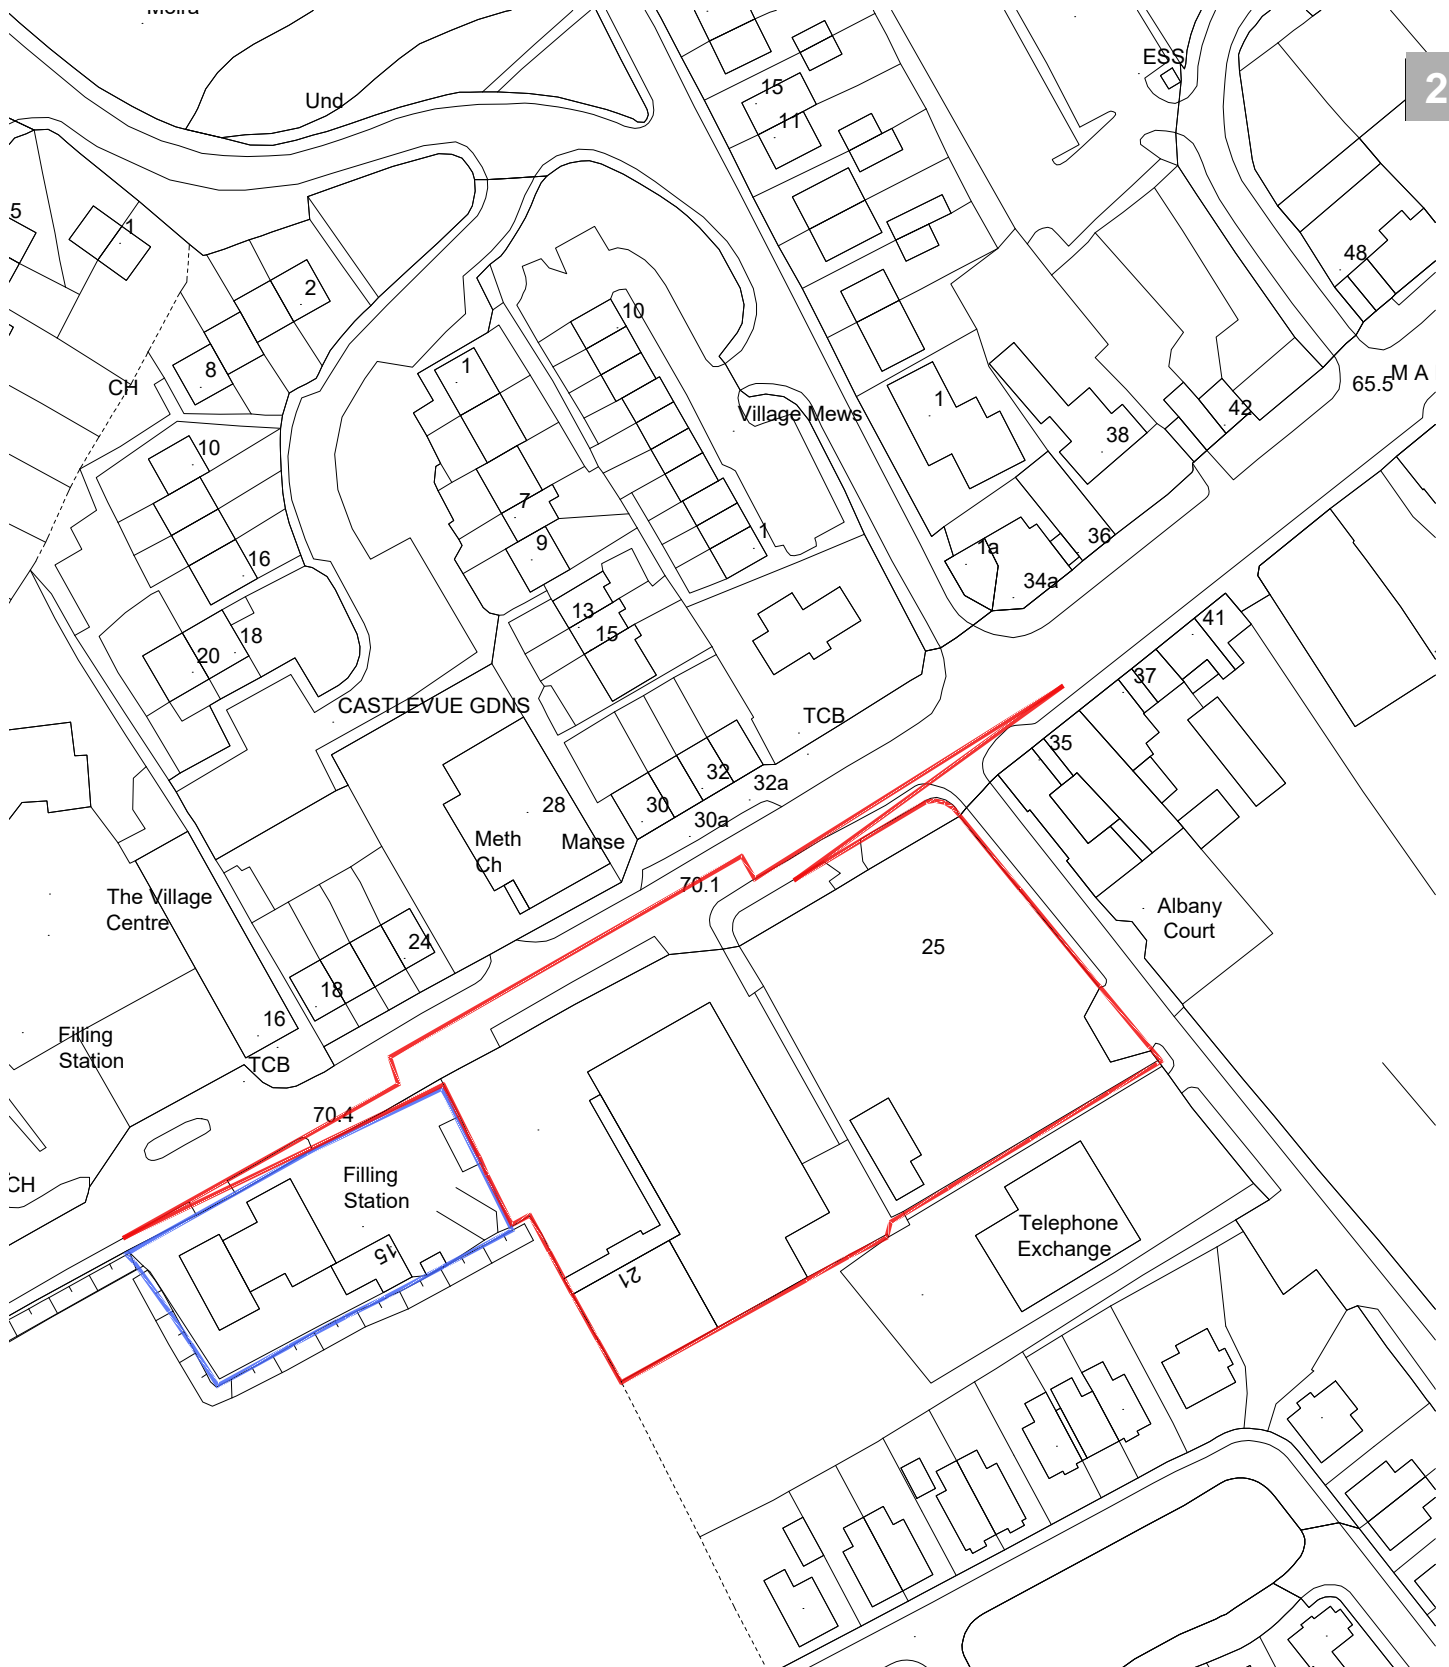 Moira
ESS
2
Und
15
11
5
1
48
2
10
8
1
CH
65.5
M A
Village Mews
1
42
38
10
7
1
36
9
1a
16
34a
13
41
15
18
20
37
CASTLEVUE GDNS
TCB
35
32
32a
28
30
30a
Meth
Ch
Manse
70.1
The Village
Centre
Albany
Court
24
25
18
16
Filling
Station
TCB
70.4
CH
Filling
Station
Telephone
Exchange
15
21